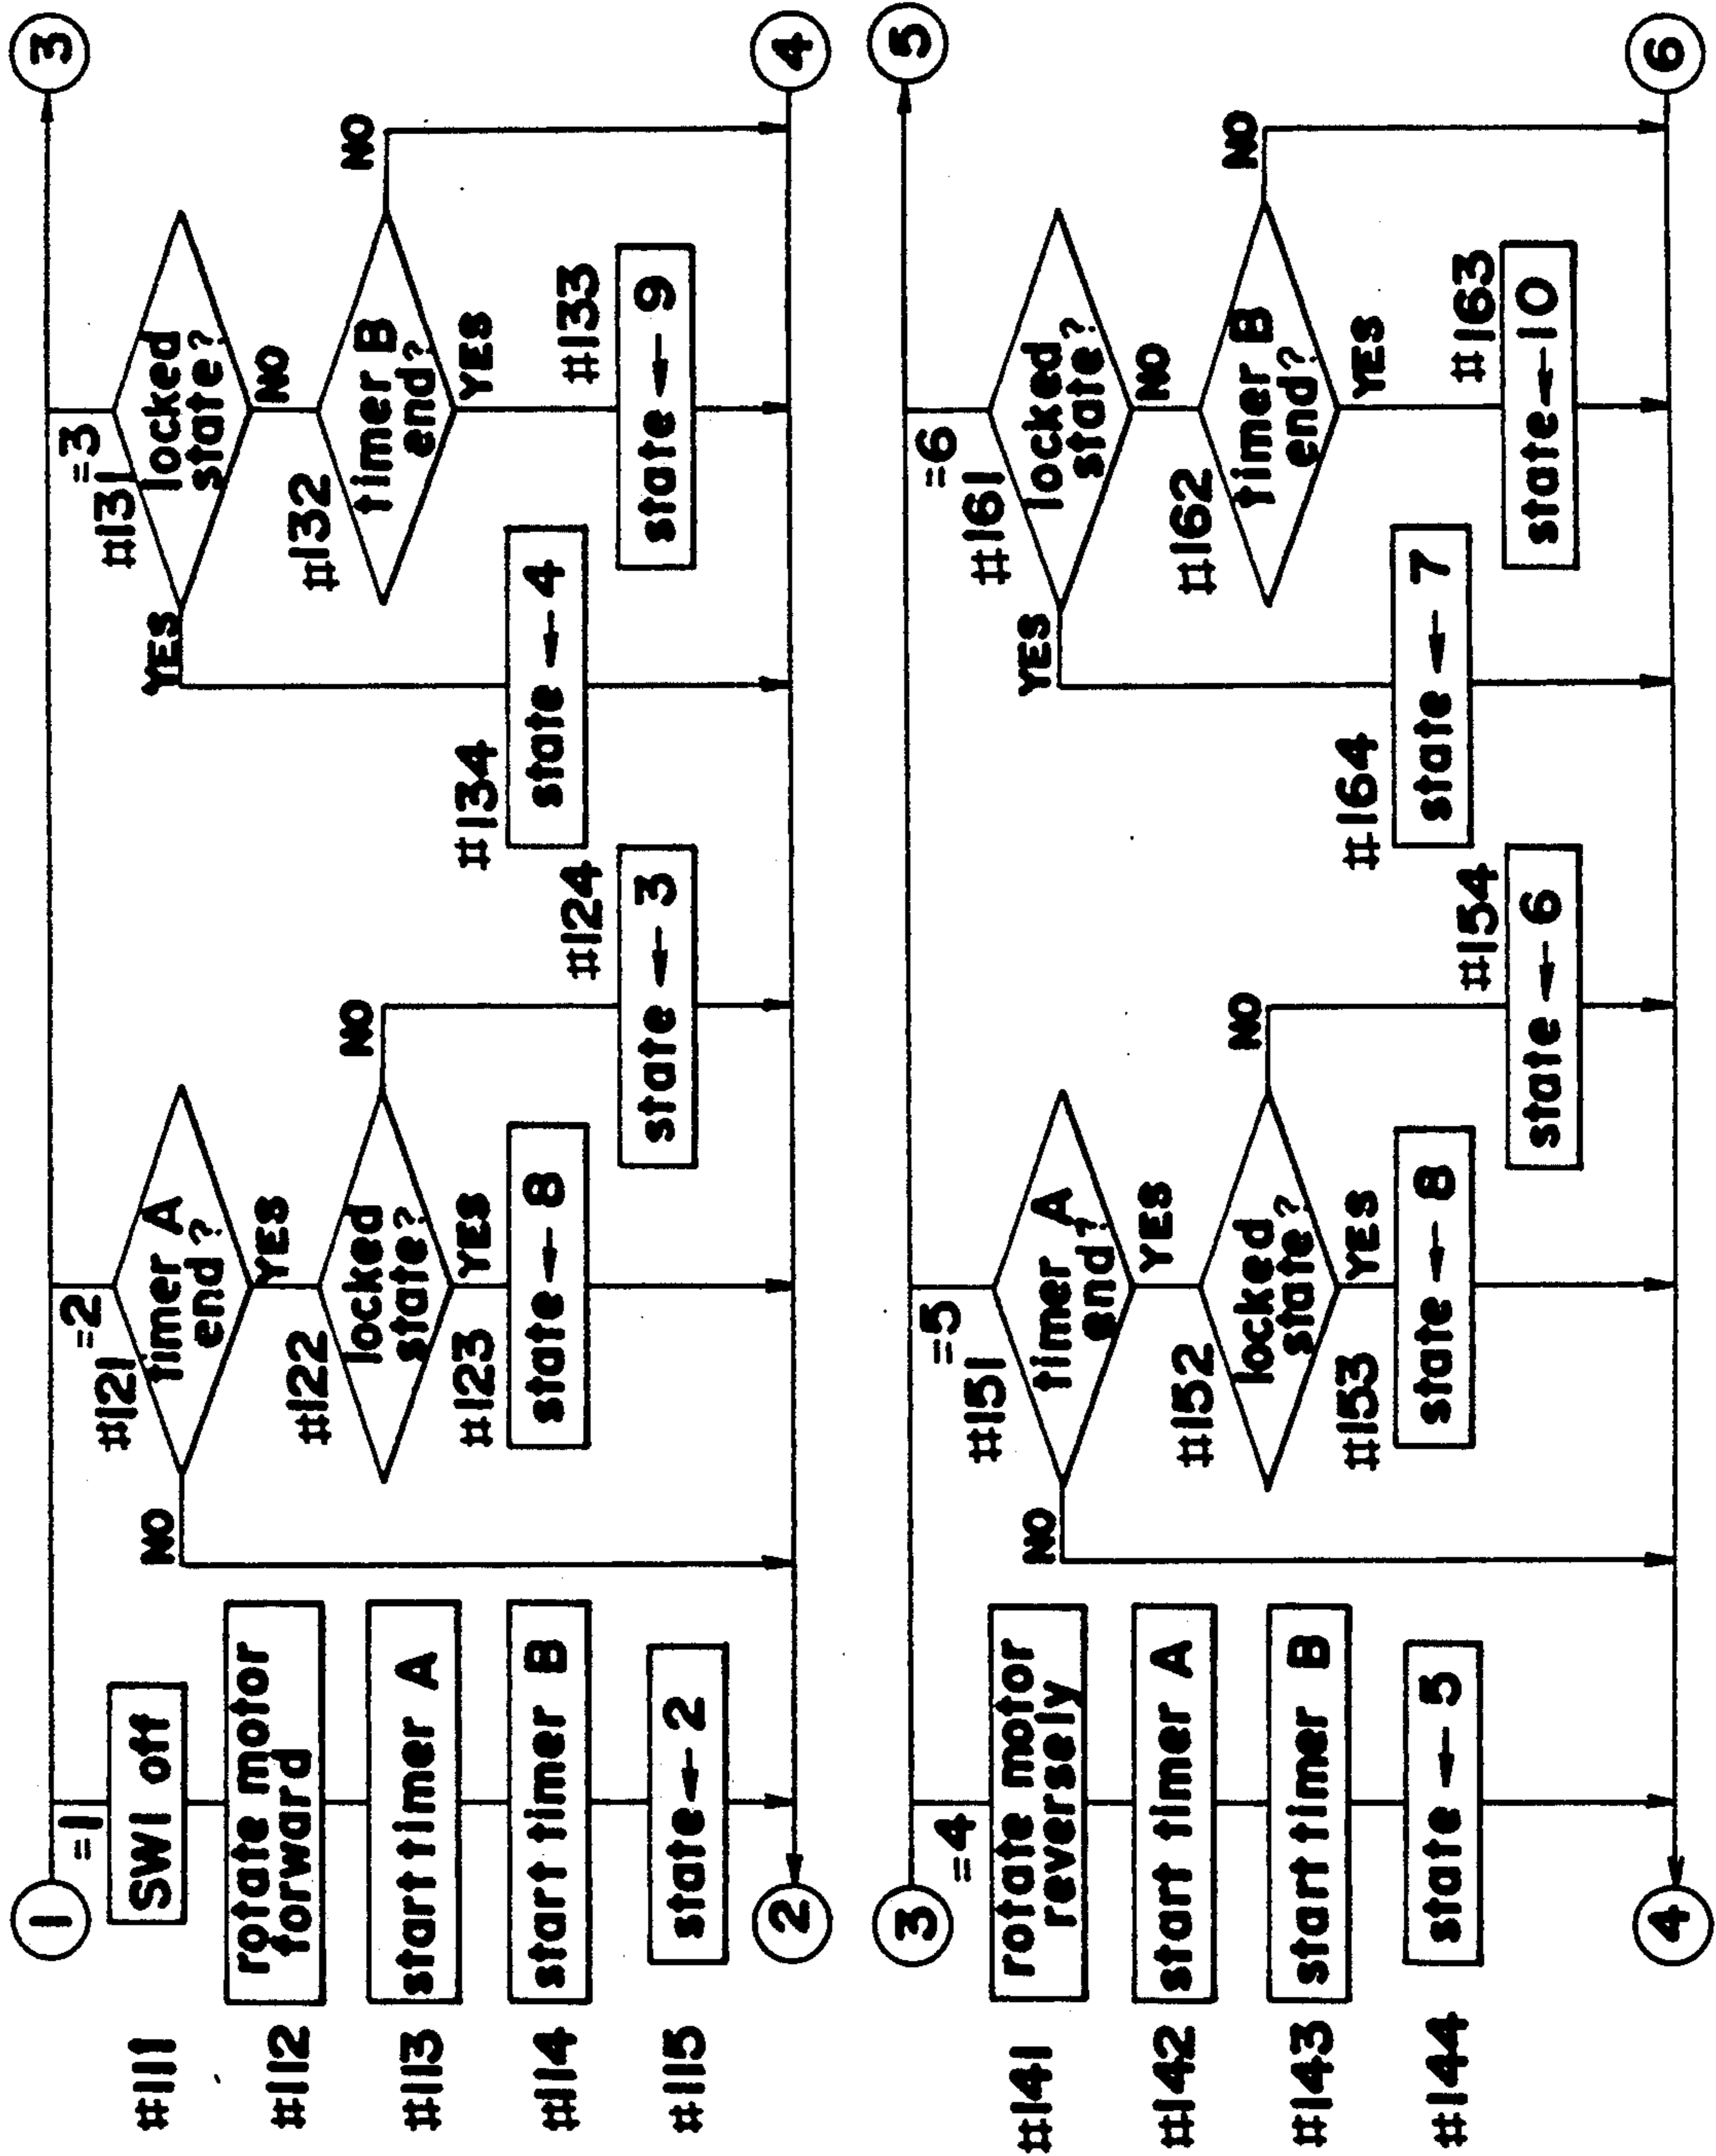 1
=1
#111
SW1 off
#112
rotate motor
forward
#113
start timer A
#114
start timer B
#115
state ← 2
2
=2
#121
timer A
end?
NO
YES
#122
locked
state?
NO
YES
#123
state ← 8
#124
state ← 3
=3
#131
locked
state?
YES
NO
#132
timer B
end?
NO
YES
#133
state ← 9
#134
state ← 4
3
4
3
=4
#141
rotate motor
reversely
#142
start timer A
#143
start timer B
#144
state ← 5
4
=5
#151
timer A
end?
NO
YES
#152
locked
state?
NO
YES
#153
state ← 8
#154
state ← 6
=6
#161
locked
state?
YES
NO
#162
timer B
end?
NO
YES
#163
state ← 10
#164
state ← 7
5
6